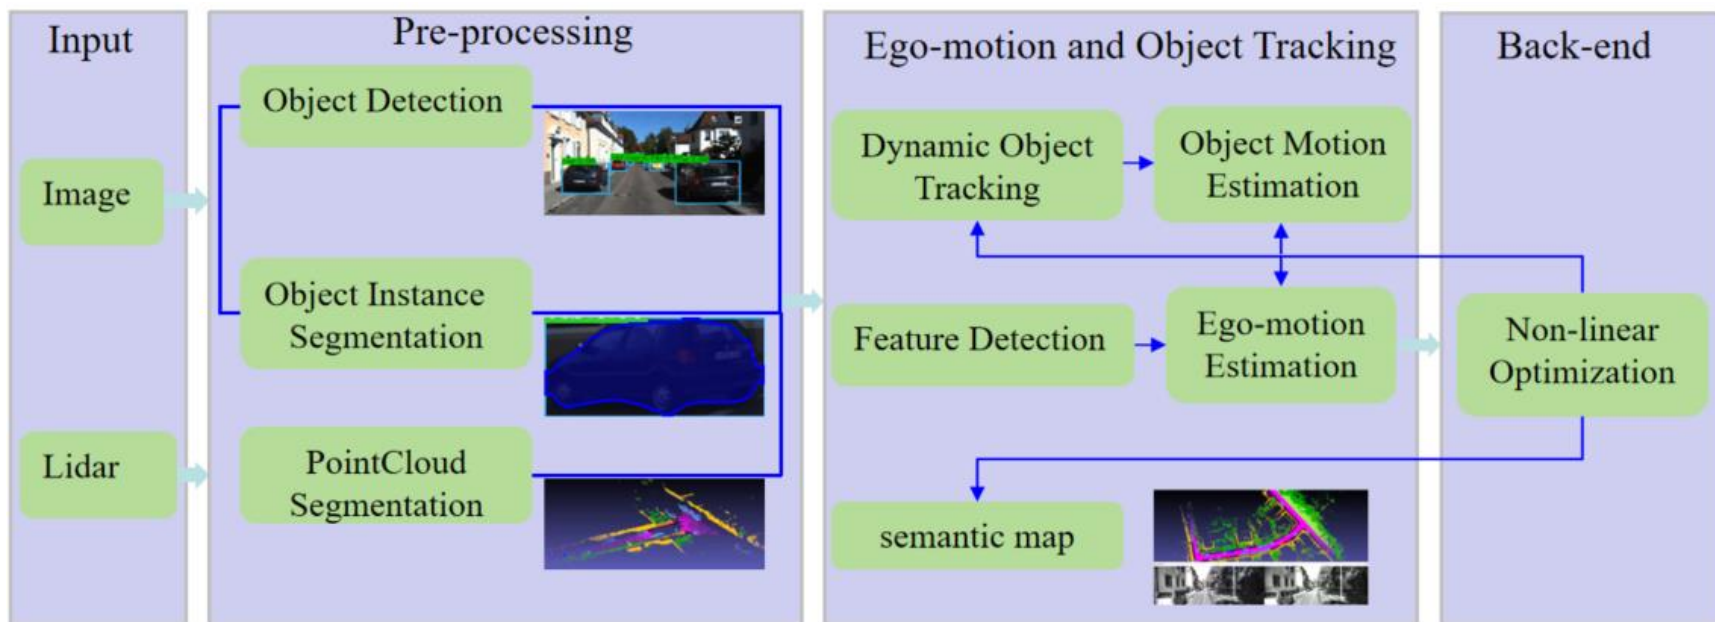 Input
Pre-processing
Ego-motion and Object Tracking
Back-end
Image
Lidar
Object Detection
Object Instance
Segmentation
PointCloud
Segmentation
Dynamic Object
Tracking
Object Motion
Estimation
Feature Detection
Ego-motion
Estimation
semantic map
Non-linear
Optimization